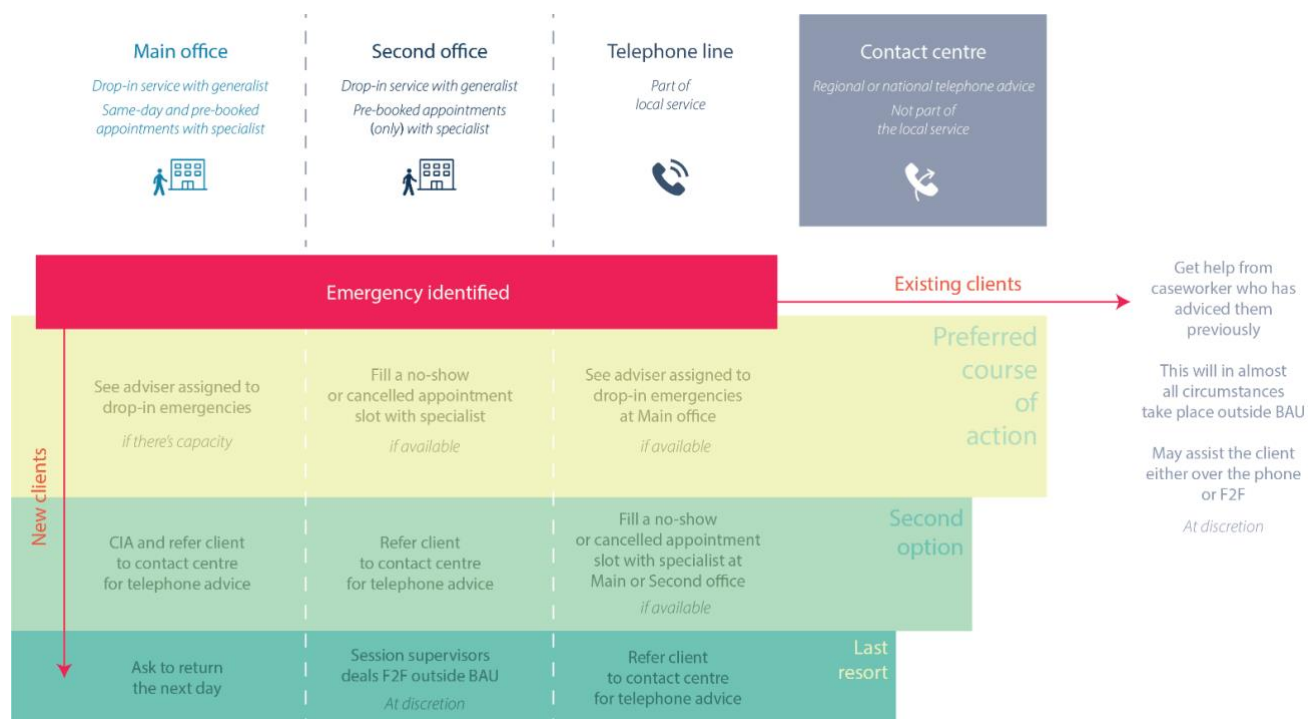 Main office
Drop-in service with generalist
Same-day and pre-booked
appointments with specialist
Second office
Drop-in service with generalist
Pre-booked appointments
(only) with specialist
Telephone line
Part of
local service
Contact centre
Regional or national telephone advice
Not part of
the local service
Emergency identified
Existing clients
Get help from
caseworker who has
adviced them
previously
This will in almost
all circumstances
take place outside BAU
May assist the client
either over the phone
or F2F
At discretion
New clients
See adviser assigned to
drop-in emergencies
if there's capacity
Fill a no-show
or cancelled appointment
slot with specialist
if available
See adviser assigned to
drop-in emergencies
at Main office
if available
Preferred
course
of
action
CIA and refer client
to contact centre
for telephone advice
Refer client
to contact centre
for telephone advice
Fill a no-show
or cancelled appointment
slot with specialist at
Main or Second office
if available
Second
option
Ask to return
the next day
Session supervisors
deals F2F outside BAU
At discretion
Refer client
to contact centre
for telephone advice
Last
resort